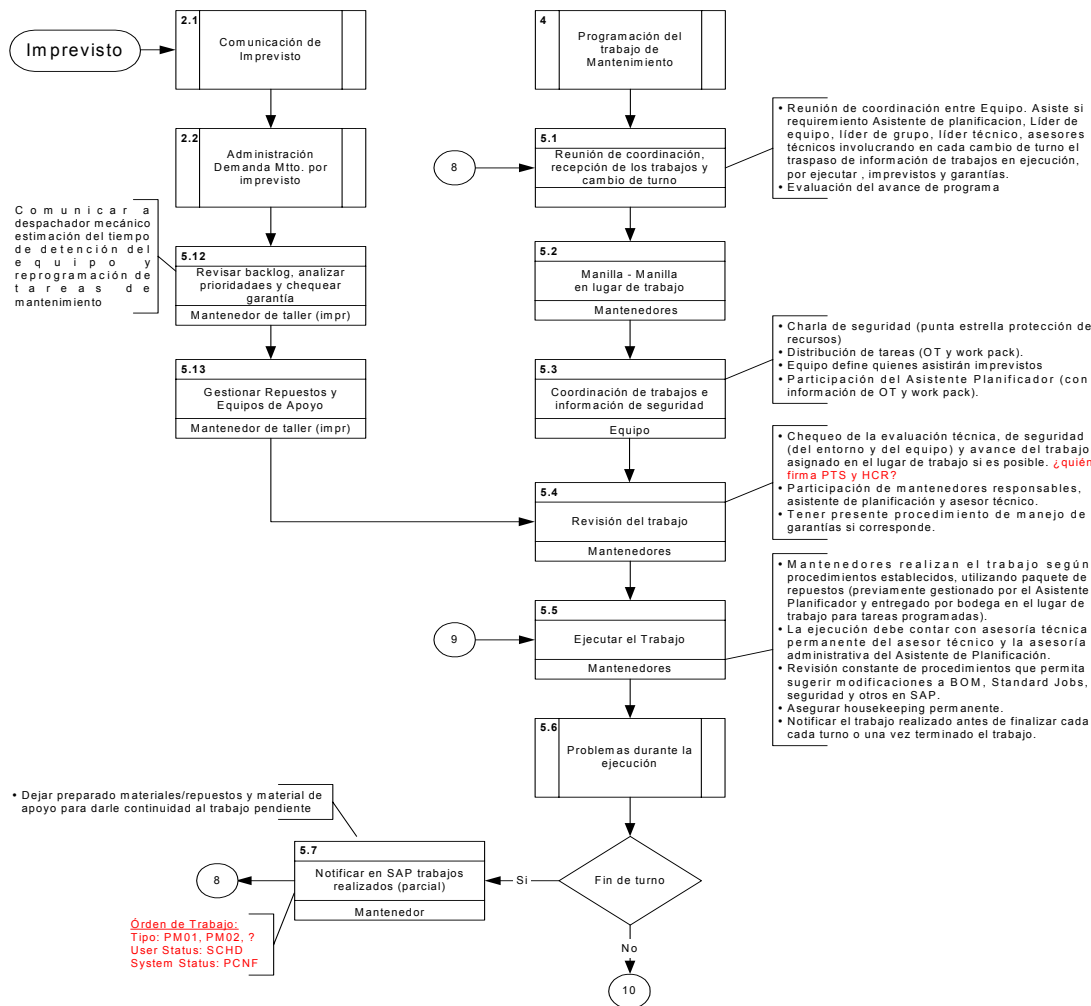 Imprevisto
2.1
Comunicación de
Imprevisto
2.2
Administración
Demanda Mtto. por
imprevisto
Comunicar a
despachador mecánico
estimación del tiempo
de detención del
equipo y
reprogramación de
tareas de
mantenimiento
5.12
Revisar backlog, analizar
prioridadaes y chequear
garantía
Mantenedor de taller (impr)
5.13
Gestionar Repuestos y
Equipos de Apoyo
Mantenedor de taller (impr)
4
Programación del
trabajo de
Mantenimiento
8
5.1
Reunión de coordinación,
recepción de los trabajos y
cambio de turno
• Reunión de coordinación entre Equipo. Asiste si
requiremiento Asistente de planificacion, Líder de
equipo, líder de grupo, líder técnico, asesores
técnicos involucrando en cada cambio de turno el
traspaso de información de trabajos en ejecución,
por ejecutar , imprevistos y garantías.
• Evaluación del avance de programa
5.2
Manilla - Manilla
en lugar de trabajo
Mantenedores
5.3
Coordinación de trabajos e
información de seguridad
Equipo
• Charla de seguridad (punta estrella protección de
recursos)
• Distribución de tareas (OT y work pack).
• Equipo define quienes asistirán imprevistos
• Participación del Asistente Planificador (con
información de OT y work pack).
5.4
Revisión del trabajo
Mantenedores
• Chequeo de la evaluación técnica, de seguridad
(del entorno y del equipo) y avance del trabajo
asignado en el lugar de trabajo si es posible. ¿quién
firma PTS y HCR?
• Participación de mantenedores responsables,
asistente de planificación y asesor técnico.
• Tener presente procedimiento de manejo de
garantías si corresponde.
9
5.5
Ejecutar el Trabajo
Mantenedores
• Mantenedores realizan el trabajo según
procedimientos establecidos, utilizando paquete de
repuestos (previamente gestionado por el Asistente
Planificador y entregado por bodega en el lugar de
trabajo para tareas programadas).
• La ejecución debe contar con asesoría técnica
permanente del asesor técnico y la asesoría
administrativa del Asistente de Planificación.
• Revisión constante de procedimientos que permita
sugerir modificaciones a BOM, Standard Jobs,
seguridad y otros en SAP.
• Asegurar housekeeping permanente.
• Notificar el trabajo realizado antes de finalizar cada
cada turno o una vez terminado el trabajo.
5.6
Problemas durante la
ejecución
Fin de turno
Si
No
10
• Dejar preparado materiales/repuestos y material de
apoyo para darle continuidad al trabajo pendiente
5.7
Notificar en SAP trabajos
realizados (parcial)
Mantenedor
8
Órden de Trabajo:
Tipo: PM01, PM02, ?
User Status: SCHD
System Status: PCNF